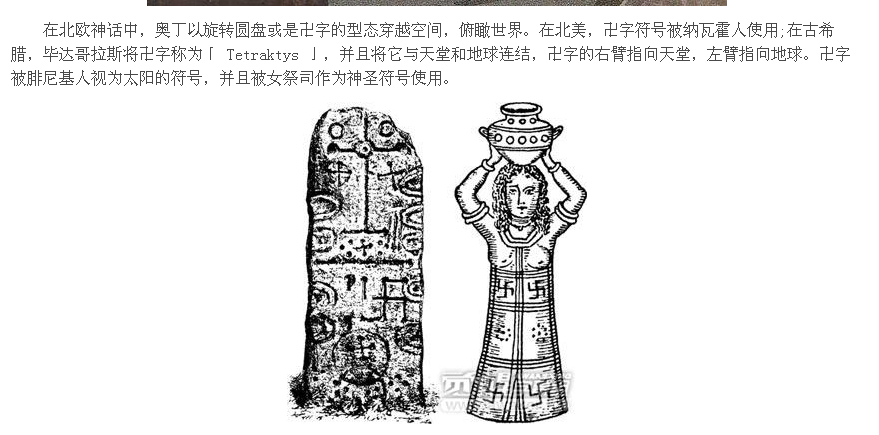 在北欧神话中，奥丁以旋转圆盘或是卍字的型态穿越空间，俯瞰世界。在北美，卍字符号被纳瓦霍人使用;在古希
腊，毕达哥拉斯将卍字称为「 Tetraktys 」，并且将它与天堂和地球连结，卍字的右臂指向天堂，左臂指向地球。卍字
被腓尼基人视为太阳的符号，并且被女祭司作为神圣符号使用。